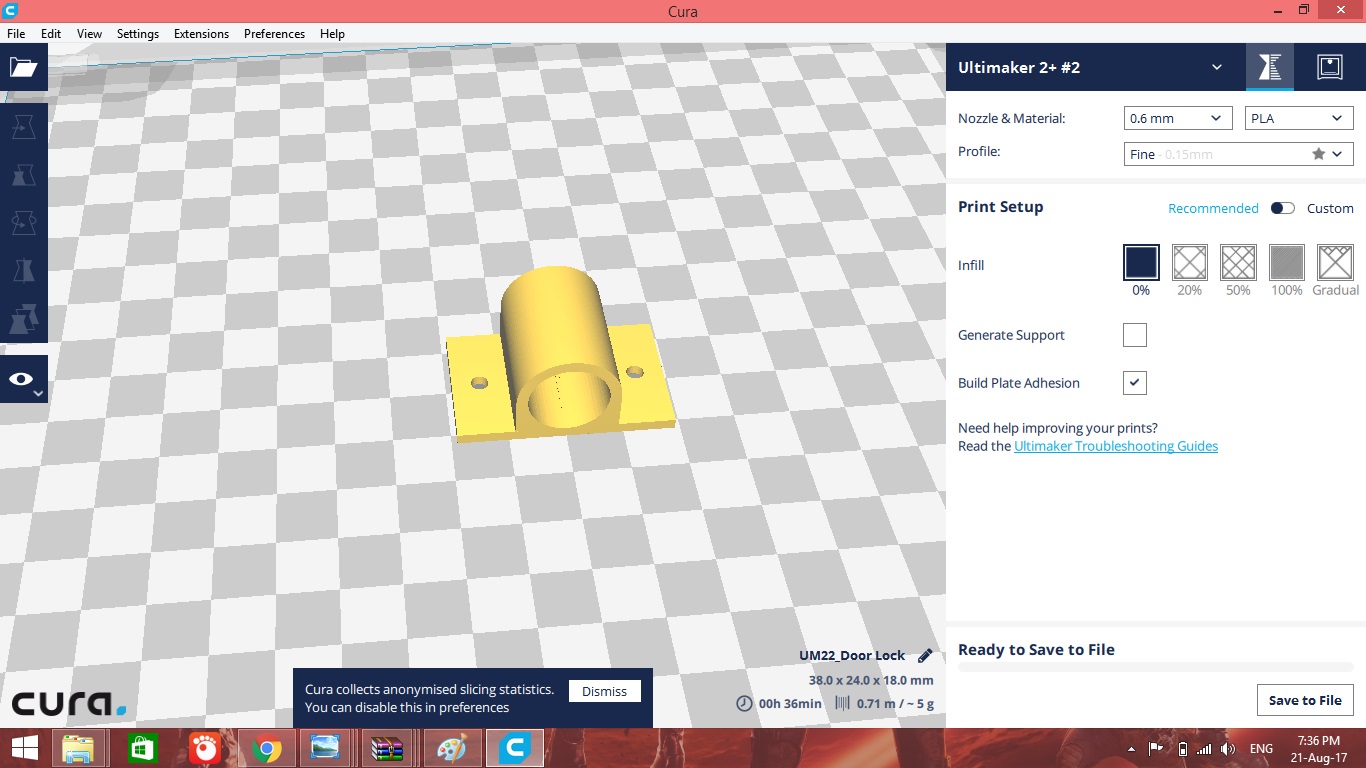 Cura
File Edit View Settings Extensions Preferences Help
Ultimaker 2+ #2
Nozzle & Material: 0.6 mm PLA
Profile: Fine - 0.15mm
Print Setup Recommended Custom
Infill
0% 20% 50% 100% Gradual
Generate Support
Build Plate Adhesion
Need help improving your prints?
Read the Ultimaker Troubleshooting Guides
UM22_Door Lock
38.0 x 24.0 x 18.0 mm
00h 36min 0.71 m / ~ 5 g
Cura collects anonymised slicing statistics.
You can disable this in preferences
Dismiss
Ready to Save to File
Save to File
cura.
ENG
7:36 PM
21-Aug-17